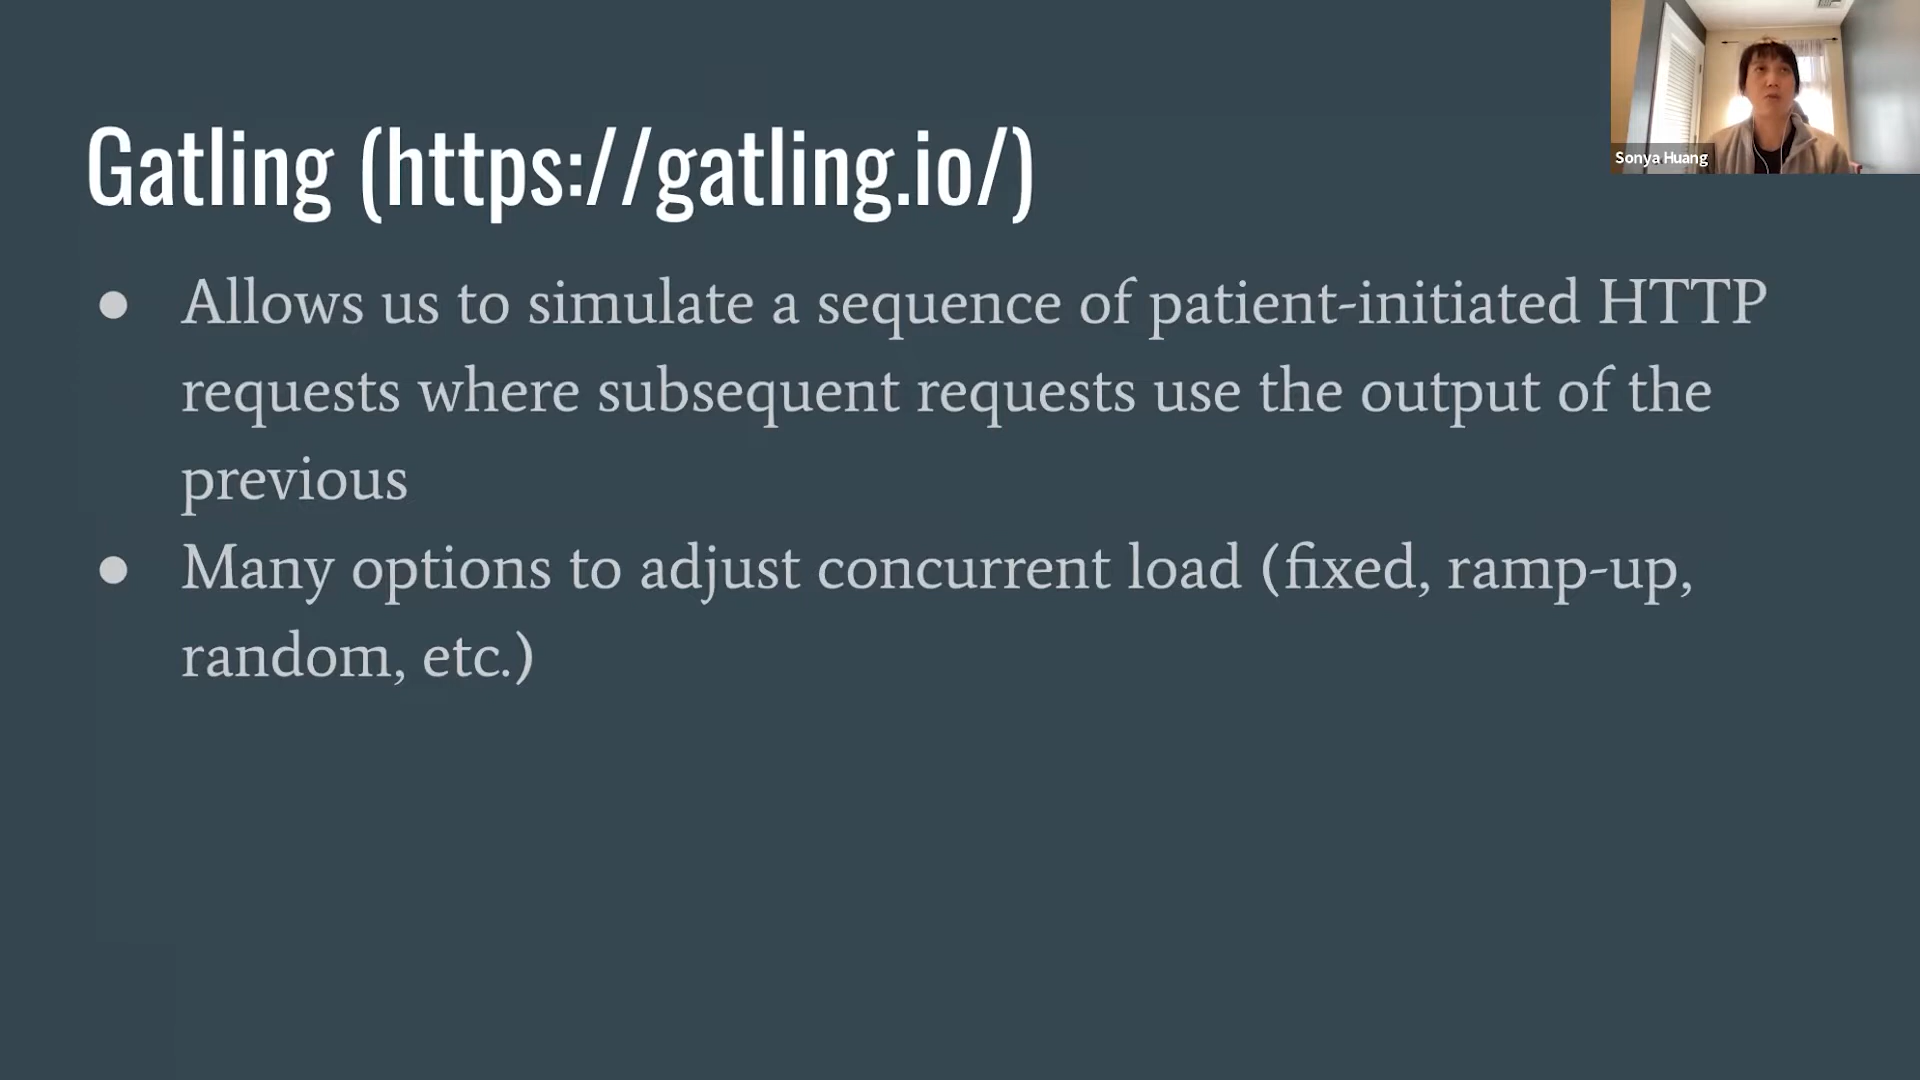 Gatling (https://gatling.io/)
Sonya Huang
● Allows us to simulate a sequence of patient-initiated HTTP
requests where subsequent requests use the output of the
previous
● Many options to adjust concurrent load (fixed, ramp-up,
random, etc.)